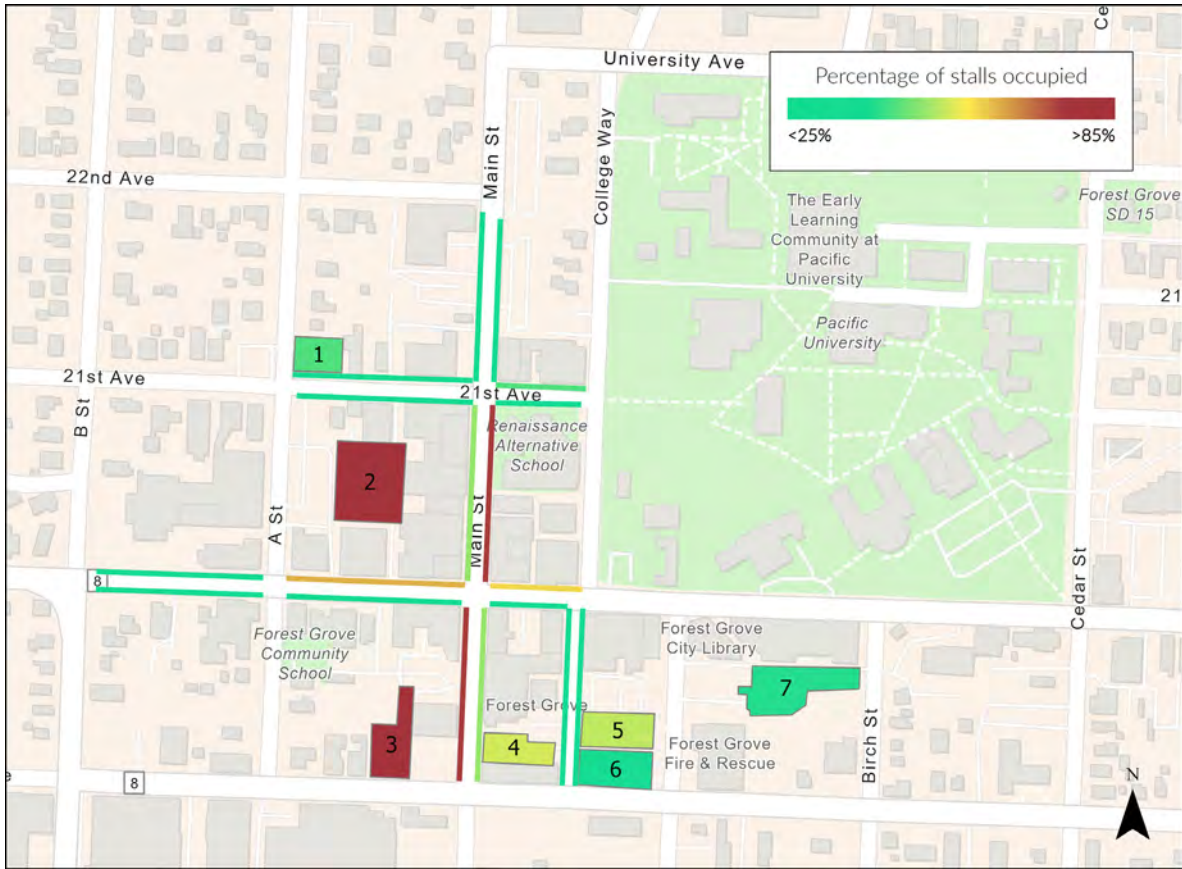 University Ave
Ce
Percentage of stalls occupied
<25%
>85%
Main St
College Way
22nd Ave
The Early
Learning
Community at
Pacific
University
Forest Grove
SD 15
21
Pacific
University
1
21st Ave
21st Ave
B St
Renaissance
Alternative
School
2
A St
Main St
8
Cedar St
Forest Grove
Community
School
Forest Grove
City Library
7
Forest Grove
5
3
4
Forest Grove
Fire & Rescue
6
Birch St
8
e
N